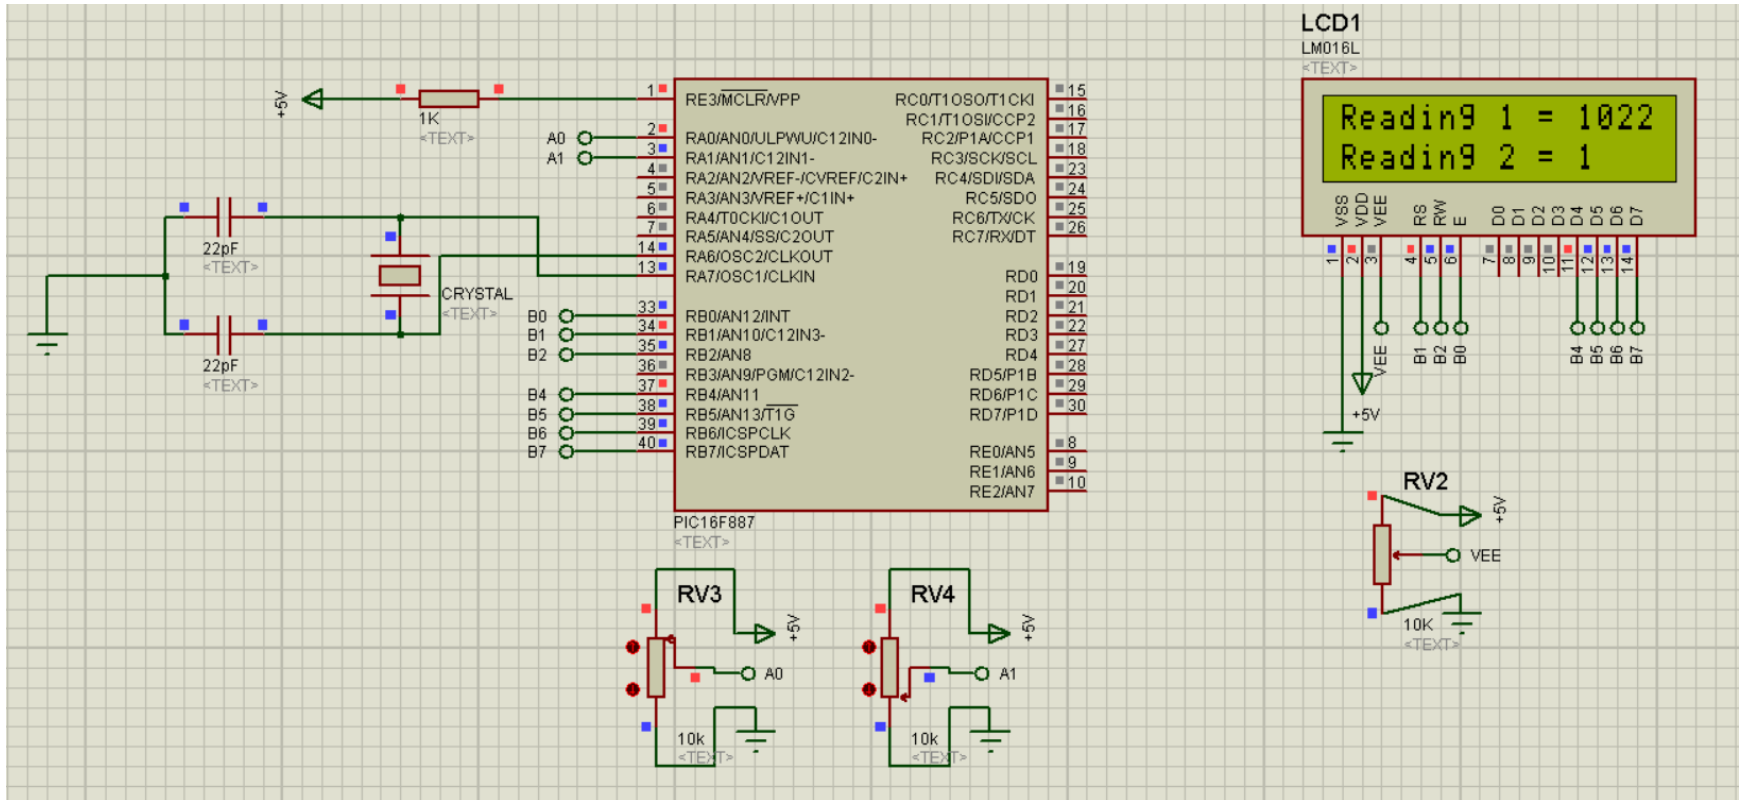 LCD1
LM016L
<TEXT>
Reading 1 = 1022
Reading 2 = 1
VSS
VDD
VEE
RS
RW
E
D0
D1
D2
D3
D4
D5
D6
D7
1
2
3
4
5
6
7
8
9
10
11
12
13
14
VEE
B1
B2
B0
B4
B5
B6
B7
+5V
+5V
1K
<TEXT>
A0
A1
22pF
<TEXT>
CRYSTAL
<TEXT>
22pF
<TEXT>
B0
B1
B2
B4
B5
B6
B7
1 RE3/MCLR/VPP
2 RA0/AN0/ULPWU/C12IN0-
3 RA1/AN1/C12IN1-
4 RA2/AN2/VREF-/CVREF/C2IN+
5 RA3/AN3/VREF+/C1IN+
6 RA4/T0CKI/C1OUT
7 RA5/AN4/SS/C2OUT
14 RA6/OSC2/CLKOUT
13 RA7/OSC1/CLKIN
33 RB0/AN12/INT
34 RB1/AN10/C12IN3-
35 RB2/AN8
36 RB3/AN9/PGM/C12IN2-
37 RB4/AN11
38 RB5/AN13/T1G
39 RB6/ICSPCLK
40 RB7/ICSPDAT
RC0/T1OSO/T1CKI 15
RC1/T1OSI/CCP2 16
RC2/P1A/CCP1 17
RC3/SCK/SCL 18
RC4/SDI/SDA 23
RC5/SDO 24
RC6/TX/CK 25
RC7/RX/DT 26
RD0 19
RD1 20
RD2 21
RD3 22
RD4 27
RD5/P1B 28
RD6/P1C 29
RD7/P1D 30
RE0/AN5 8
RE1/AN6 9
RE2/AN7 10
PIC16F887
<TEXT>
RV3
+5V
A0
10k
<TEXT>
RV4
+5V
A1
10k
<TEXT>
RV2
+5V
VEE
10K
<TEXT>